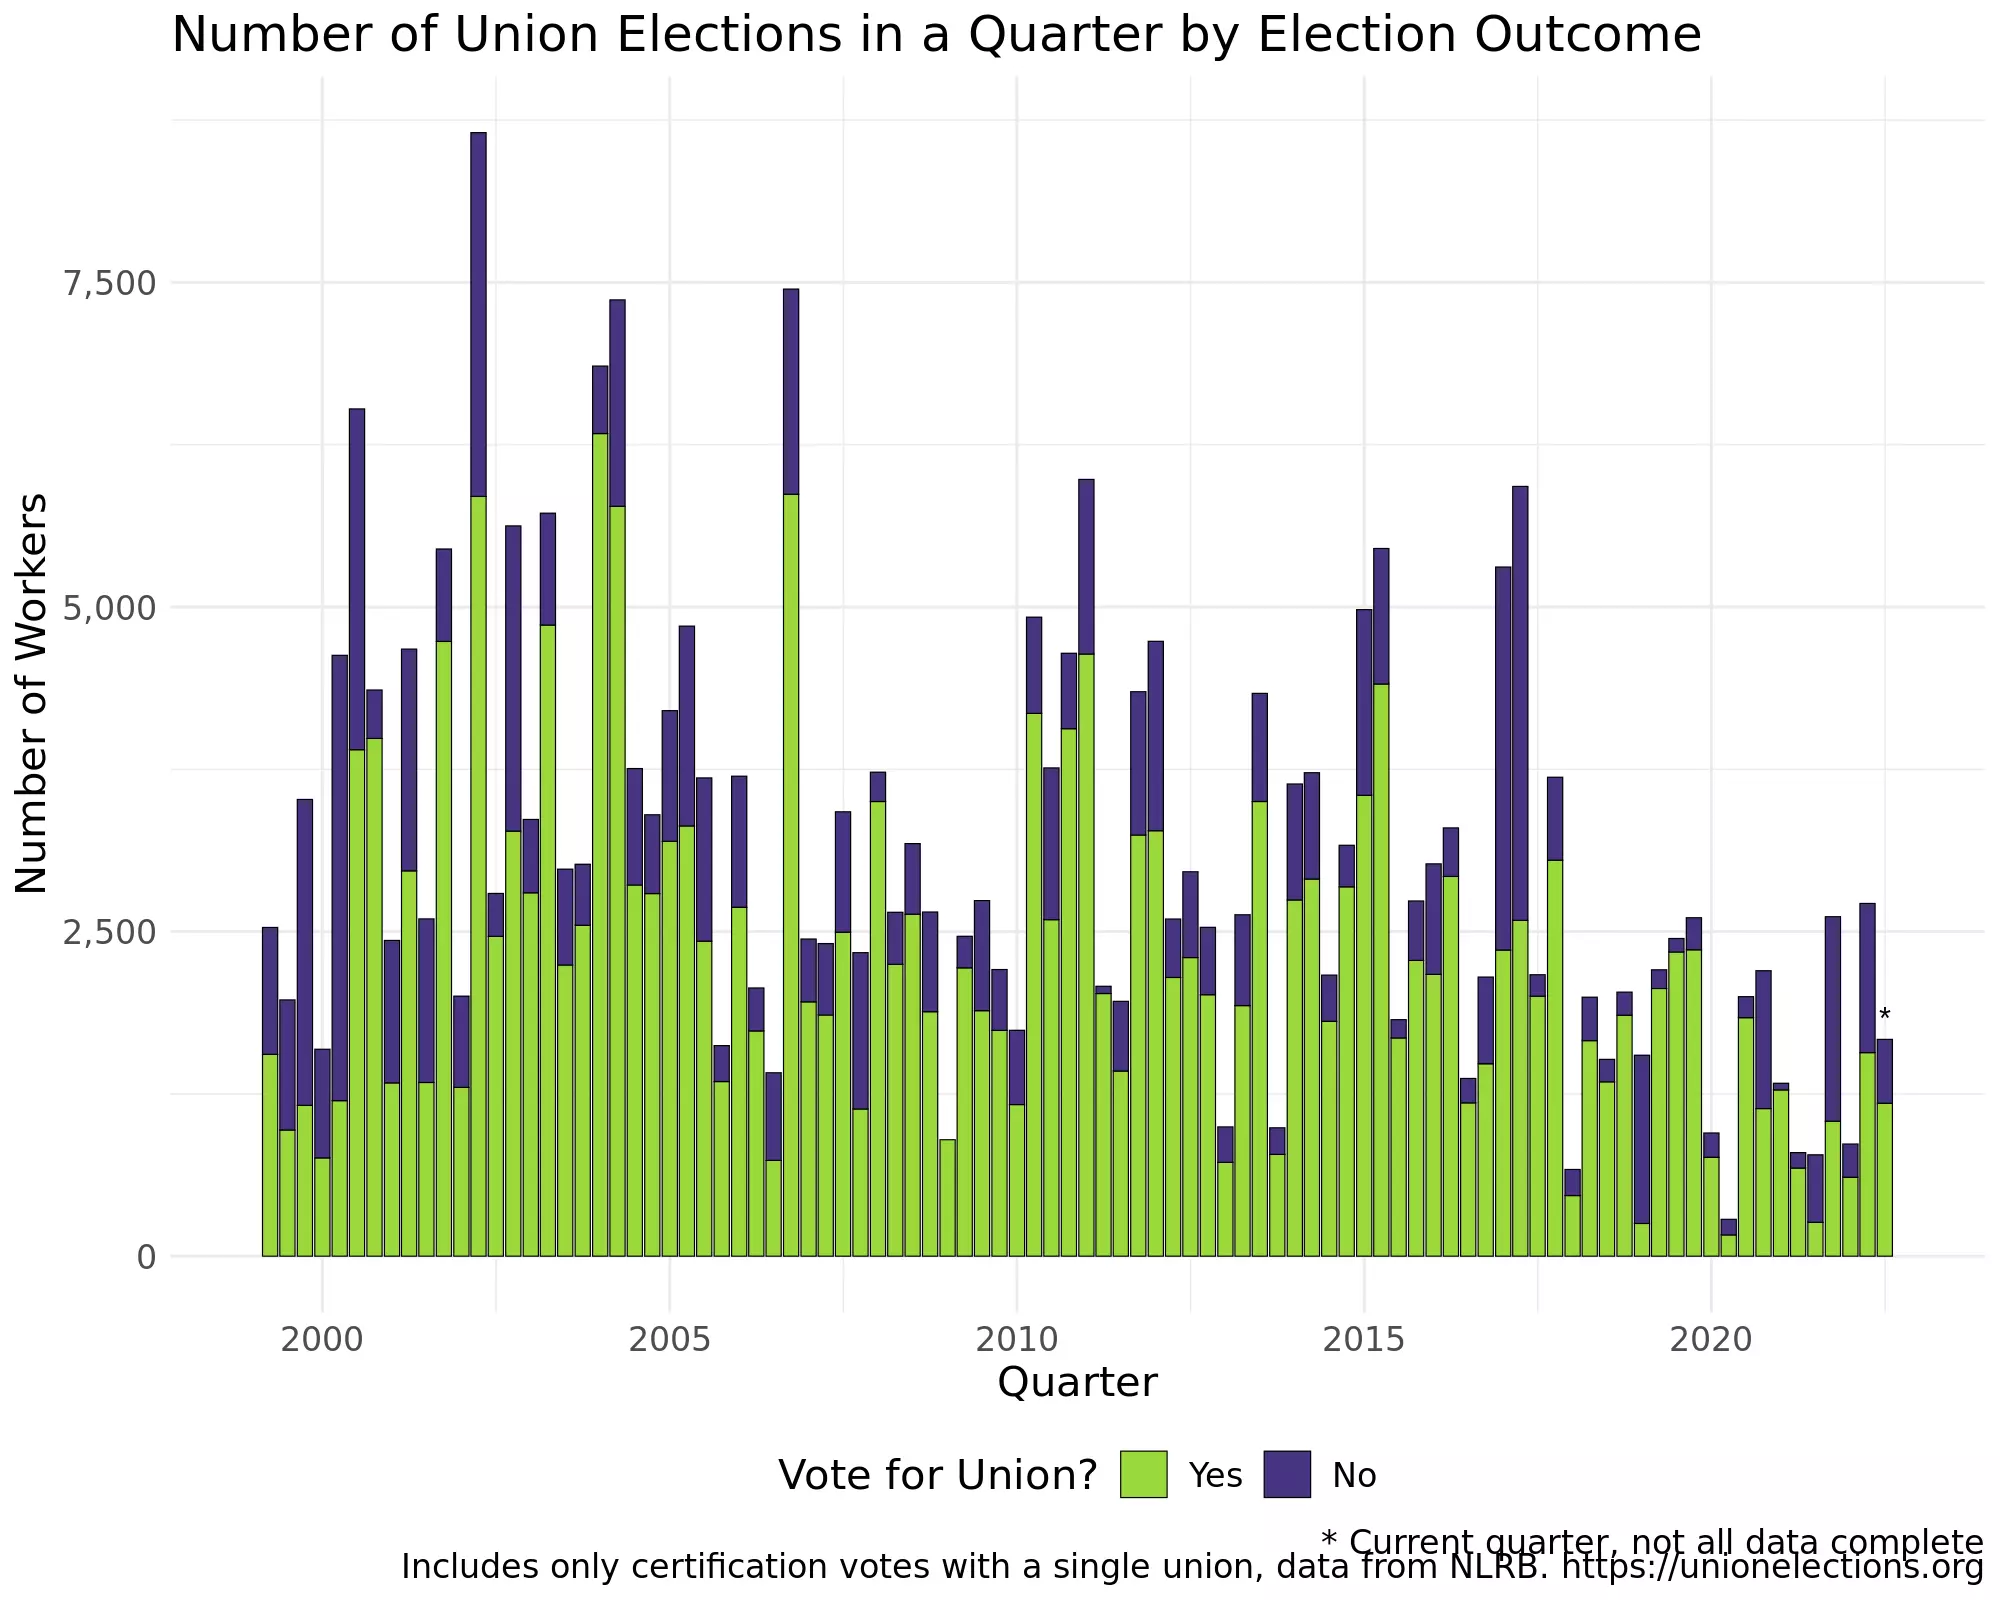 Number of Union Elections in a Quarter by Election Outcome
Number of Workers
7,500
5,000
2,500
0
*
2000 2005 2010 2015 2020
Quarter
Vote for Union? Yes No
* Current quarter, not all data complete
Includes only certification votes with a single union, data from NLRB. https://unionelections.org